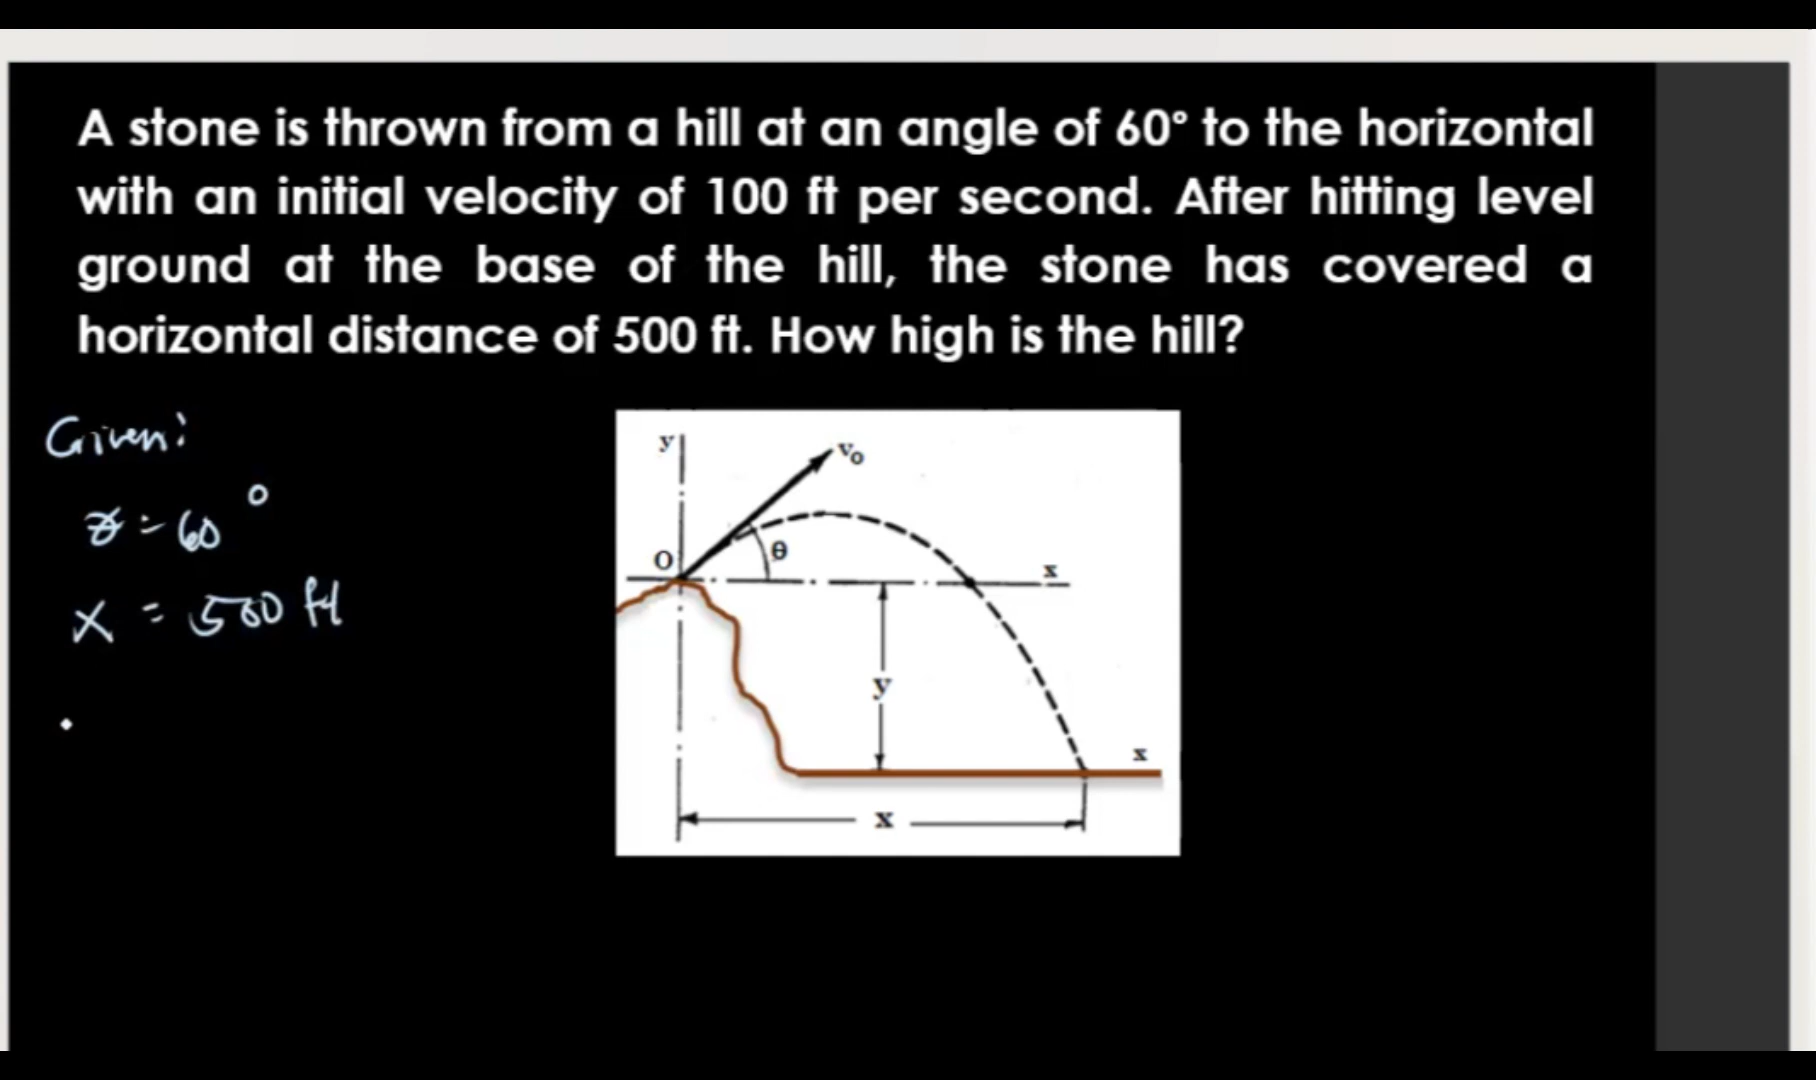 A stone is thrown from a hill at an angle of 60° to the horizontal
with an initial velocity of 100 ft per second. After hitting level
ground at the base of the hill, the stone has covered a
horizontal distance of 500 ft. How high is the hill?
Given:
θ = 60°
x = 500 ft
y
v₀
O
θ
x
y
x
x